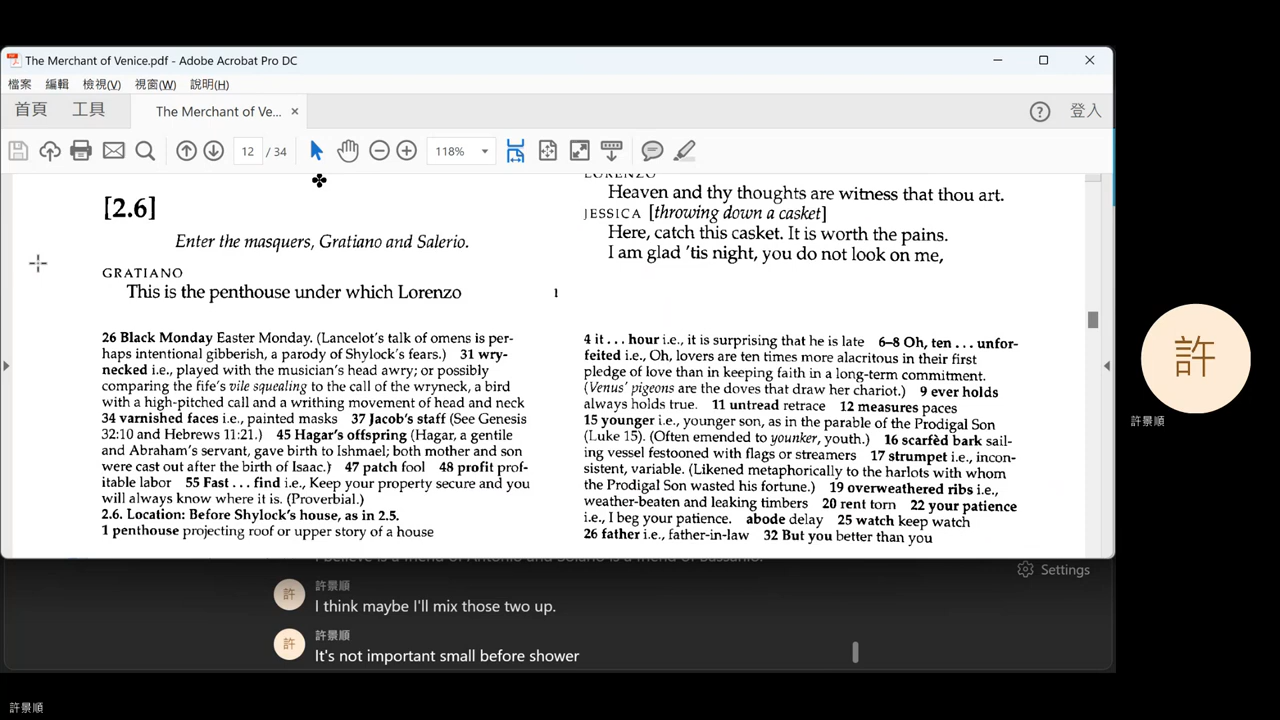 The Merchant of Venice.pdf - Adobe Acrobat Pro DC
檔案 編輯 檢視(V) 視窗(W) 說明(H)
首頁 工具 The Merchant of Ve... × ? 登入
12 / 34 118%
[2.6]
Enter the masquers, Gratiano and Salerio.
GRATIANO
This is the penthouse under which Lorenzo 1
26 Black Monday Easter Monday. (Lancelot's talk of omens is per-
haps intentional gibberish, a parody of Shylock's fears.) 31 wry-
necked i.e., played with the musician's head awry; or possibly
comparing the fife's vile squealing to the call of the wryneck, a bird
with a high-pitched call and a writhing movement of head and neck
34 varnished faces i.e., painted masks 37 Jacob's staff (See Genesis
32:10 and Hebrews 11:21.) 45 Hagar's offspring (Hagar, a gentile
and Abraham's servant, gave birth to Ishmael; both mother and son
were cast out after the birth of Isaac.) 47 patch fool 48 profit prof-
itable labor 55 Fast . . . find i.e., Keep your property secure and you
will always know where it is. (Proverbial.)
2.6. Location: Before Shylock's house, as in 2.5.
1 penthouse projecting roof or upper story of a house
LORENZO
Heaven and thy thoughts are witness that thou art.
JESSICA [throwing down a casket]
Here, catch this casket. It is worth the pains.
I am glad 'tis night, you do not look on me,
4 it . . . hour i.e., it is surprising that he is late 6–8 Oh, ten . . . unfor-
feited i.e., Oh, lovers are ten times more alacritous in their first
pledge of love than in keeping faith in a long-term commitment.
(Venus' pigeons are the doves that draw her chariot.) 9 ever holds
always holds true. 11 untread retrace 12 measures paces
15 younger i.e., younger son, as in the parable of the Prodigal Son
(Luke 15). (Often emended to younker, youth.) 16 scarfèd bark sail-
ing vessel festooned with flags or streamers 17 strumpet i.e., incon-
sistent, variable. (Likened metaphorically to the harlots with whom
the Prodigal Son wasted his fortune.) 19 overweathered ribs i.e.,
weather-beaten and leaking timbers 20 rent torn 22 your patience
i.e., I beg your patience. abode delay 25 watch keep watch
26 father i.e., father-in-law 32 But you better than you
I believe is a friend of Antonio and Solano is a friend of Bassanio.
Settings
許 許景順
I think maybe I'll mix those two up.
許 許景順
It's not important small before shower
許
許景順
許景順